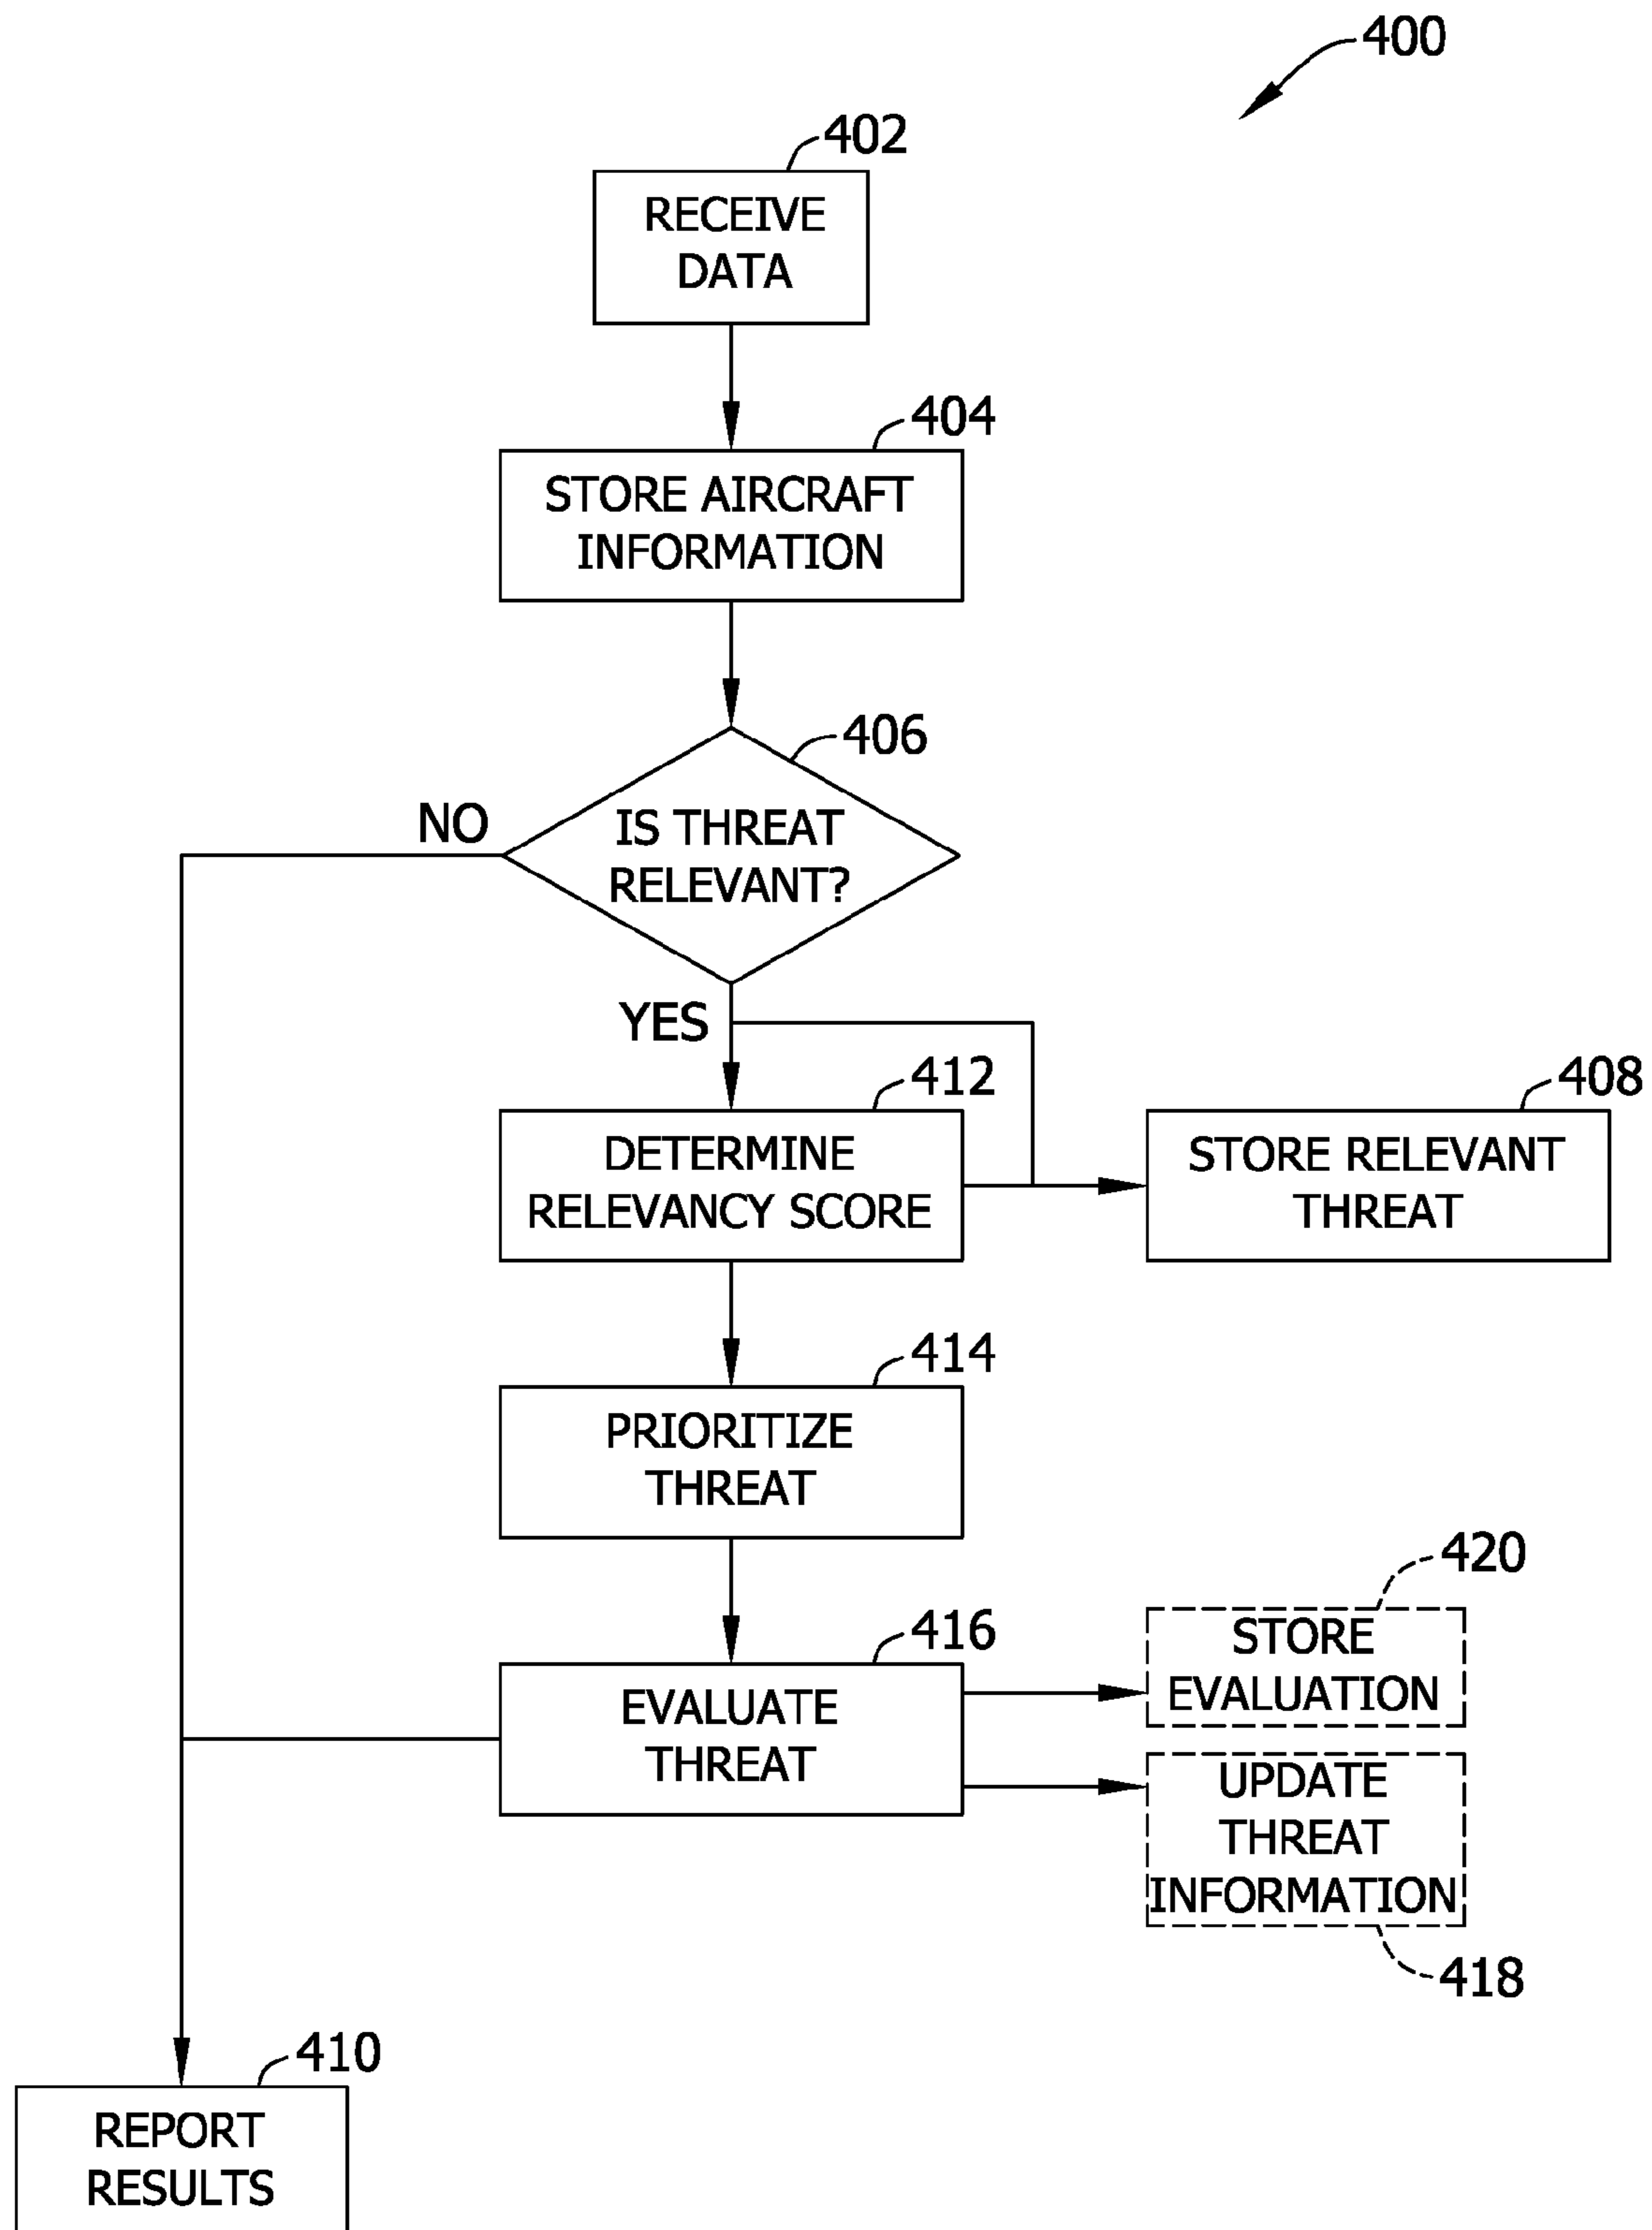 400
402
RECEIVE
DATA
404
STORE AIRCRAFT
INFORMATION
406
NO
IS THREAT
RELEVANT?
YES
412
408
DETERMINE
RELEVANCY SCORE
STORE RELEVANT
THREAT
414
PRIORITIZE
THREAT
420
STORE
EVALUATION
416
EVALUATE
THREAT
UPDATE
THREAT
INFORMATION
418
410
REPORT
RESULTS